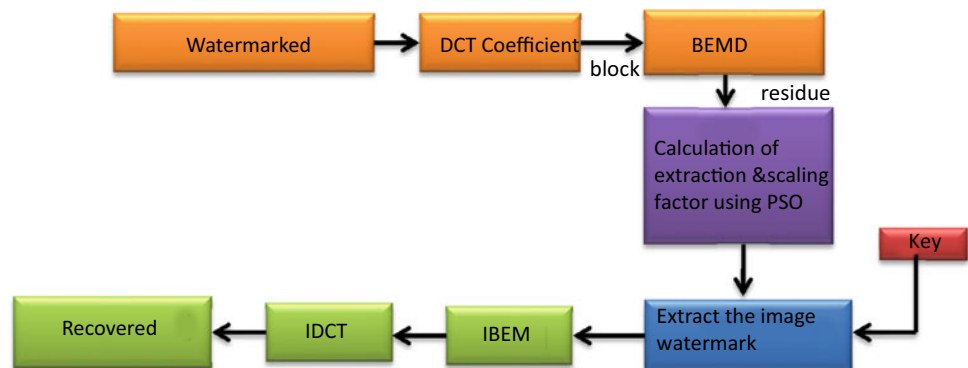 Watermarked
DCT Coefficient
block
BEMD
residue
Calculation of
extraction &scaling
factor using PSO
Key
Extract the image
watermark
IBEM
IDCT
Recovered